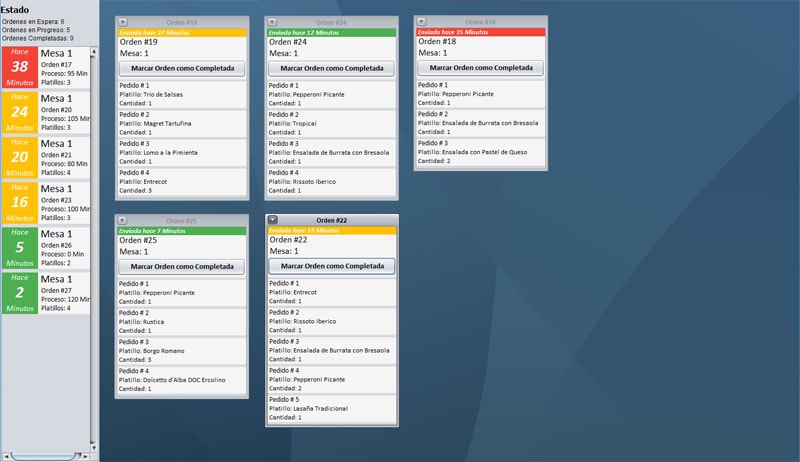 Estado
Ordenes en Espera: 6
Ordenes en Progreso: 5
Ordenes Completadas: 0
Hace
38
Minutos
Mesa 1
Orden #17
Proceso: 95 Min
Platillos: 3
24
Minutos
Mesa 1
Orden #20
Proceso: 105 Min
Platillos: 3
Hace
20
Minutos
Mesa 1
Orden #21
Proceso: 80 Min
Platillos: 3
Hace
16
Minutos
Mesa 1
Orden #23
Proceso: 100 Min
Platillos: 3
Hace
5
Minutos
Mesa 1
Orden #26
Proceso: 0 Min
Platillos: 2
Hace
2
Minutos
Mesa 1
Orden #27
Proceso: 120 Min
Platillos: 4
Orden #19
Enviado hace 27 Minutos
Orden #19
Mesa: 1
Marcar Orden como Completada
Pedido # 1
Platillo: Trio de Salsas
Cantidad: 1
Pedido # 2
Platillo: Magret Tartufina
Cantidad: 1
Pedido # 3
Platillo: Lomo a la Pimienta
Cantidad: 1
Pedido # 4
Platillo: Entrecot
Cantidad: 3
Orden #24
Enviado hace 12 Minutos
Orden #24
Mesa: 1
Marcar Orden como Completada
Pedido # 1
Platillo: Pepperoni Picante
Cantidad: 1
Pedido # 2
Platillo: Tropical
Cantidad: 1
Pedido # 3
Platillo: Ensalada de Burrata con Bresaola
Cantidad: 1
Pedido # 4
Platillo: Rissoto Iberico
Cantidad: 1
Orden #18
Enviado hace 35 Minutos
Orden #18
Mesa: 1
Marcar Orden como Completada
Pedido # 1
Platillo: Pepperoni Picante
Cantidad: 1
Pedido # 2
Platillo: Ensalada de Burrata con Bresaola
Cantidad: 1
Pedido # 3
Platillo: Ensalada con Pastel de Queso
Cantidad: 2
Orden #25
Enviado hace 7 Minutos
Orden #25
Mesa: 1
Marcar Orden como Completada
Pedido # 1
Platillo: Pepperoni Picante
Cantidad: 1
Pedido # 2
Platillo: Rustica
Cantidad: 1
Pedido # 3
Platillo: Borgo Romano
Cantidad: 3
Pedido # 4
Platillo: Dolcetto d'Alba DOC Ercolino
Cantidad: 1
Orden #22
Enviado hace 18 Minutos
Orden #22
Mesa: 1
Marcar Orden como Completada
Pedido # 1
Platillo: Entrecot
Cantidad: 1
Pedido # 2
Platillo: Rissoto Iberico
Cantidad: 1
Pedido # 3
Platillo: Ensalada de Burrata con Bresaola
Cantidad: 1
Pedido # 4
Platillo: Pepperoni Picante
Cantidad: 2
Pedido # 5
Platillo: Lasaña Tradicional
Cantidad: 1